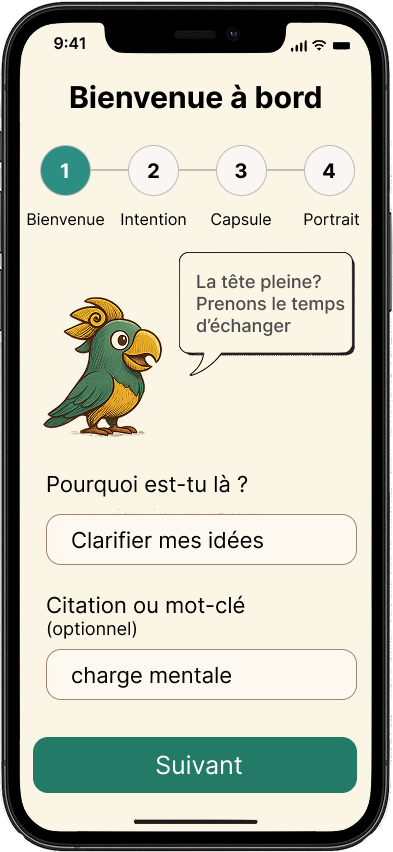 9:41
Bienvenue à bord
1 2 3 4
Bienvenue Intention Capsule Portrait
La tête pleine?
Prenons le temps
d'échanger
Pourquoi est-tu là ?
Clarifier mes idées
Citation ou mot-clé
(optionnel)
charge mentale
Suivant